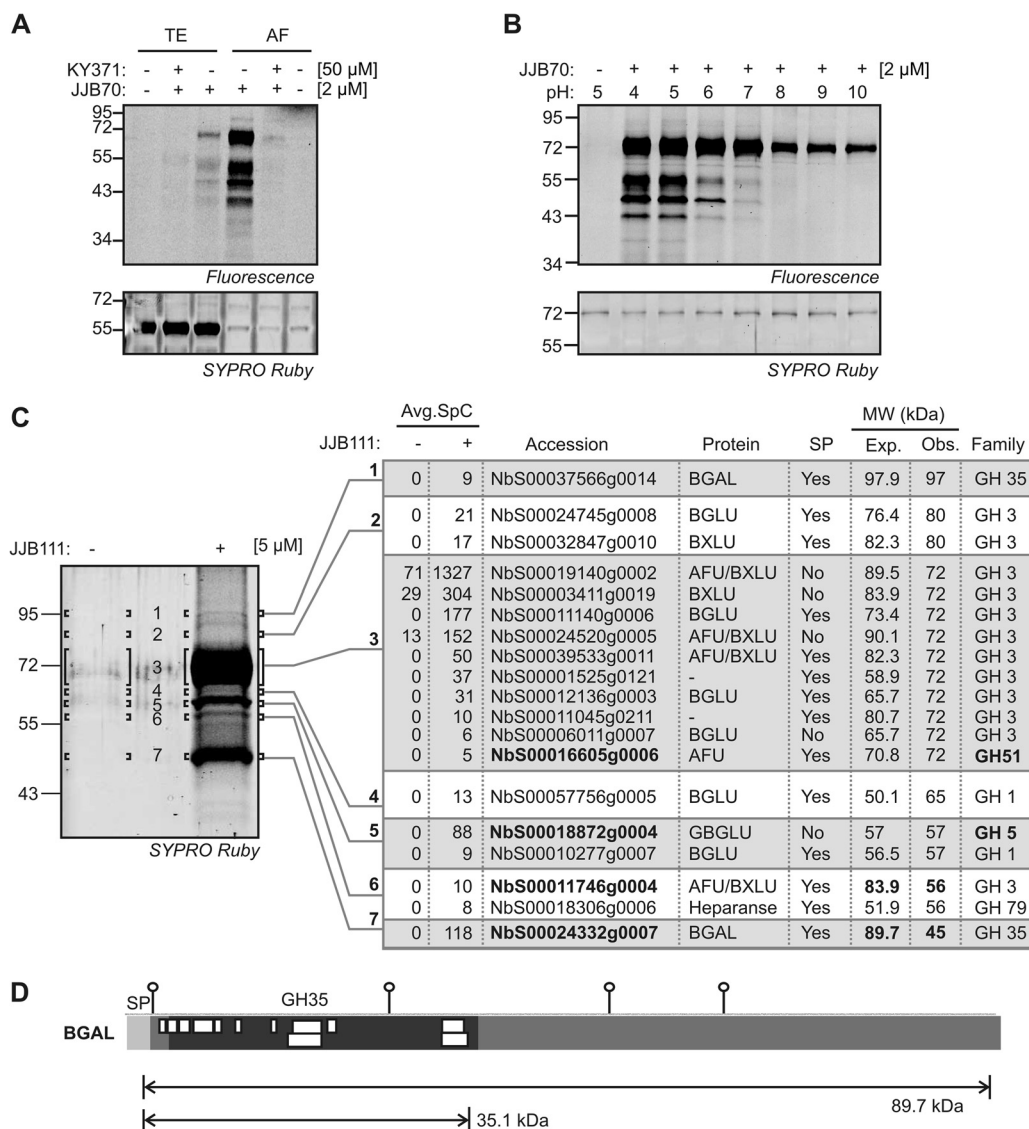 A
TE AF
KY371: - + - - + - [50 µM]
JJB70: - + + + + - [2 µM]
95
72
55
43
34
Fluorescence
72
55
SYPRO Ruby
B
JJB70: - + + + + + + + [2 µM]
pH: 5 4 5 6 7 8 9 10
95
72
55
43
34
Fluorescence
72
55
SYPRO Ruby
C
Avg.SpC MW (kDa)
JJB111: - + Accession Protein SP Exp. Obs. Family
1 0 9 NbS00037566g0014 BGAL Yes 97.9 97 GH 35
2 0 21 NbS00024745g0008 BGLU Yes 76.4 80 GH 3
0 17 NbS00032847g0010 BXLU Yes 82.3 80 GH 3
3 71 1327 NbS00019140g0002 AFU/BXLU No 89.5 72 GH 3
29 304 NbS00003411g0019 BXLU No 83.9 72 GH 3
0 177 NbS00011140g0006 BGLU Yes 73.4 72 GH 3
13 152 NbS00024520g0005 AFU/BXLU No 90.1 72 GH 3
0 50 NbS00039533g0011 AFU/BXLU Yes 82.3 72 GH 3
0 37 NbS00001525g0121 - Yes 58.9 72 GH 3
0 31 NbS00012136g0003 BGLU Yes 65.7 72 GH 3
0 10 NbS00011045g0211 - Yes 80.7 72 GH 3
0 6 NbS00006011g0007 BGLU No 65.7 72 GH 3
0 5 NbS00016605g0006 AFU Yes 70.8 72 GH51
4 0 13 NbS00057756g0005 BGLU Yes 50.1 65 GH 1
5 0 88 NbS00018872g0004 GBGLU No 57 57 GH 5
0 9 NbS00010277g0007 BGLU Yes 56.5 57 GH 1
6 0 10 NbS00011746g0004 AFU/BXLU Yes 83.9 56 GH 3
0 8 NbS00018306g0006 Heparanse Yes 51.9 56 GH 79
7 0 118 NbS00024332g0007 BGAL Yes 89.7 45 GH 35
JJB111: - + [5 µM]
95
72
55
43
1
2
3
4
5
6
7
SYPRO Ruby
D
SP GH35
BGAL
89.7 kDa
35.1 kDa